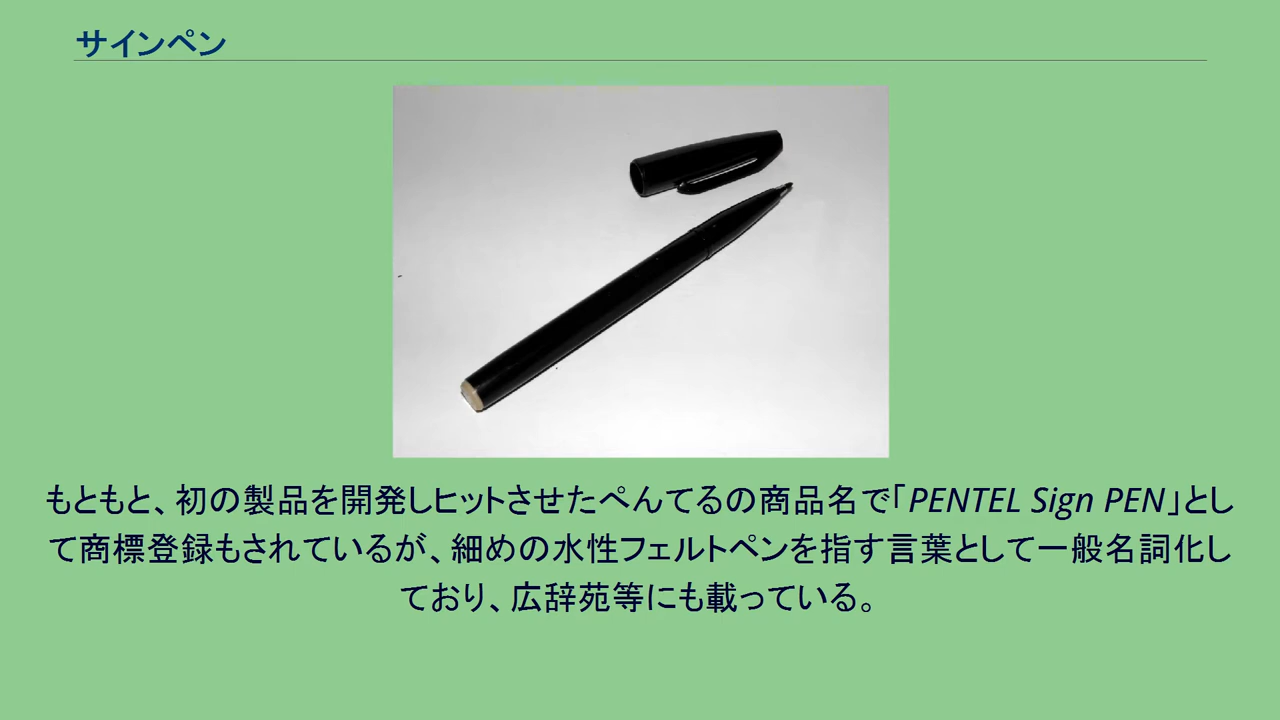 サインペン
もともと、初の製品を開発しヒットさせたぺんてるの商品名で「PENTEL Sign PEN」とし
て商標登録もされているが、細めの水性フェルトペンを指す言葉として一般名詞化し
ており、広辞苑等にも載っている。